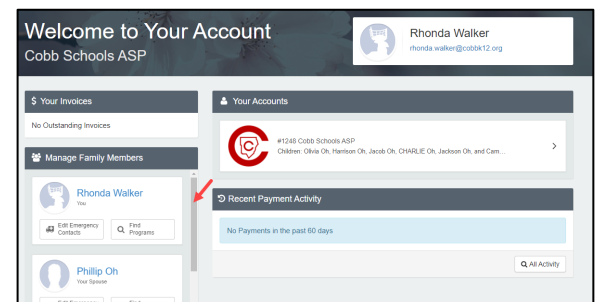 Welcome to Your Account
Cobb Schools ASP
Rhonda Walker
rhonda.walker@cobbk12.org
$ Your Invoices
No Outstanding Invoices
Manage Family Members
Rhonda Walker
You
Edit Emergency Contacts
Find Programs
Phillip Oh
Your Spouse
Your Accounts
#1248 Cobb Schools ASP
Children: Olivia Oh, Harrison Oh, Jacob Oh, CHARLIE Oh, Jackson Oh, and Cam...
Recent Payment Activity
No Payments in the past 60 days
All Activity